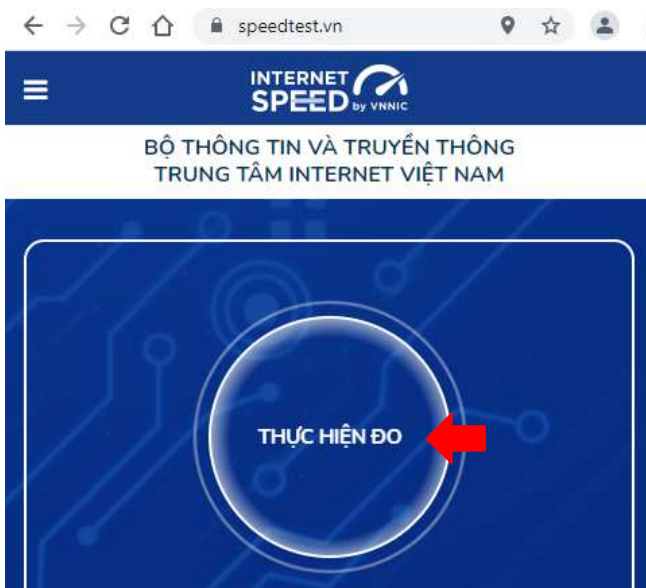 speedtest.vn
INTERNET
SPEED by VNNIC
BỘ THÔNG TIN VÀ TRUYỀN THÔNG
TRUNG TÂM INTERNET VIỆT NAM
THỰC HIỆN ĐO